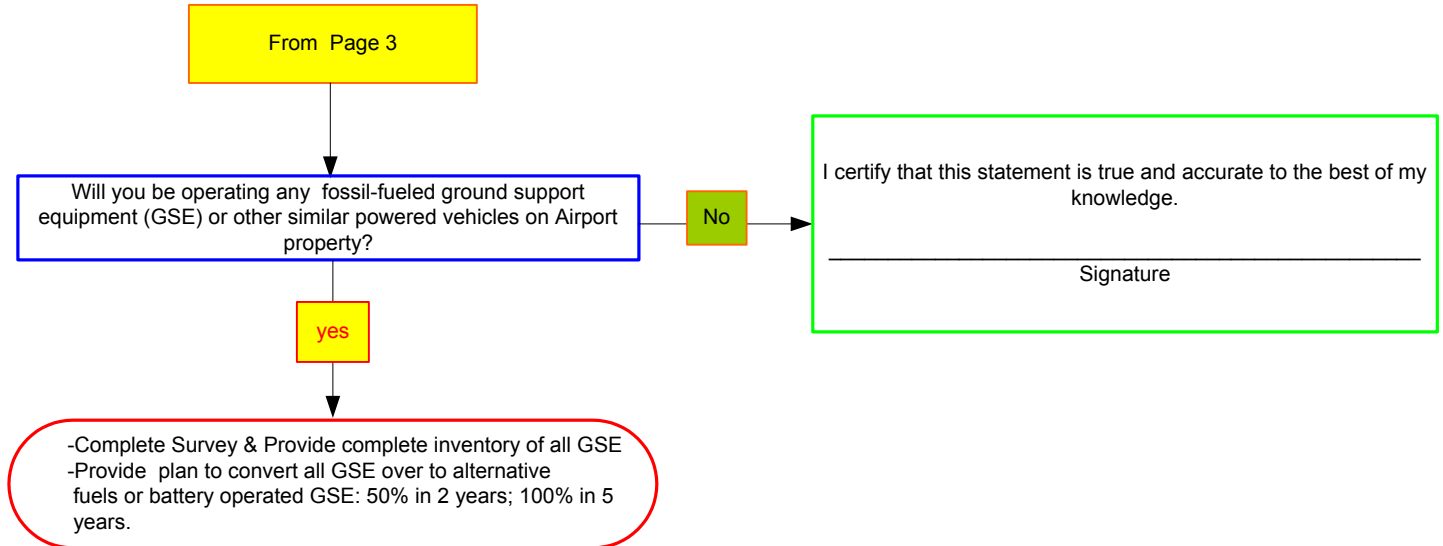 From Page 3
Will you be operating any fossil-fueled ground support
equipment (GSE) or other similar powered vehicles on Airport
property?
No
I certify that this statement is true and accurate to the best of my
knowledge.
Signature
yes
-Complete Survey & Provide complete inventory of all GSE
-Provide plan to convert all GSE over to alternative
fuels or battery operated GSE: 50% in 2 years; 100% in 5
years.